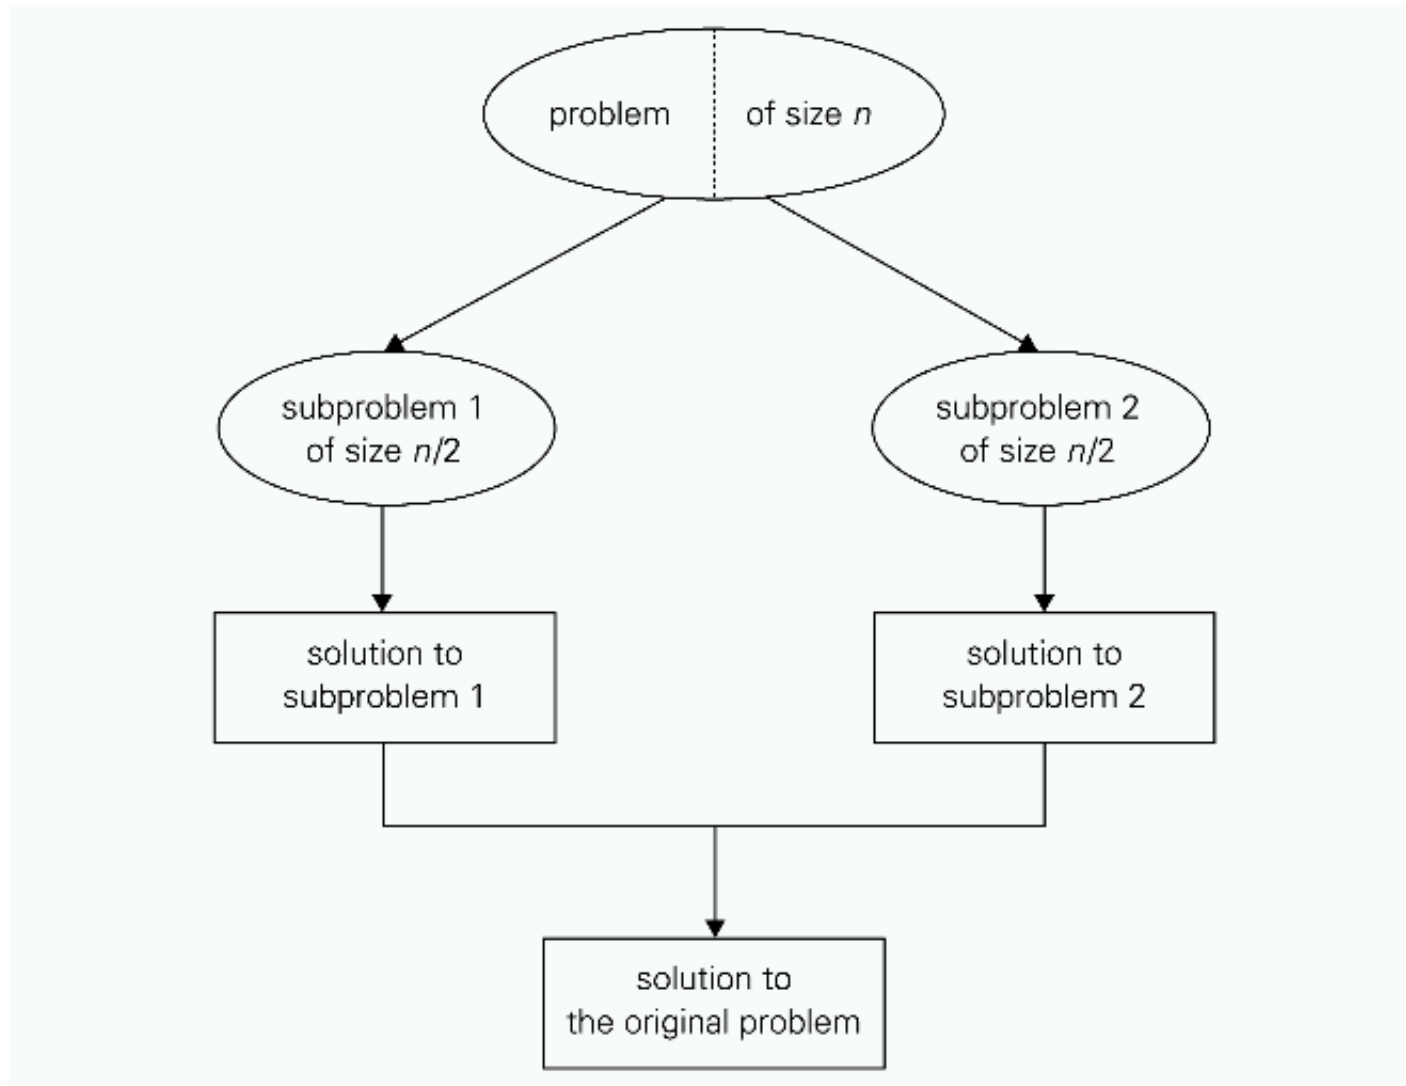 problem of size n
subproblem 1
of size n/2
subproblem 2
of size n/2
solution to
subproblem 1
solution to
subproblem 2
solution to
the original problem